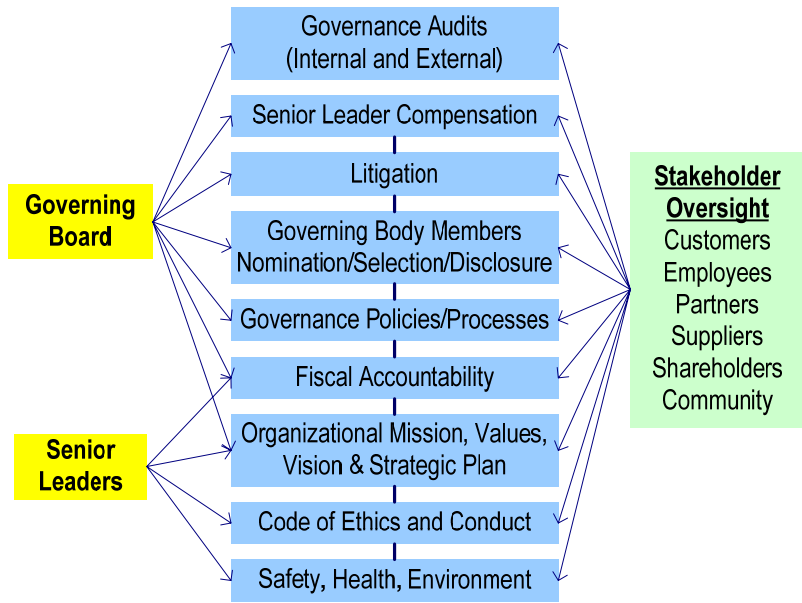 Governing
Board
Senior
Leaders
Governance Audits
(Internal and External)
Senior Leader Compensation
Litigation
Governing Body Members
Nomination/Selection/Disclosure
Governance Policies/Processes
Fiscal Accountability
Organizational Mission, Values,
Vision & Strategic Plan
Code of Ethics and Conduct
Safety, Health, Environment
Stakeholder
Oversight
Customers
Employees
Partners
Suppliers
Shareholders
Community